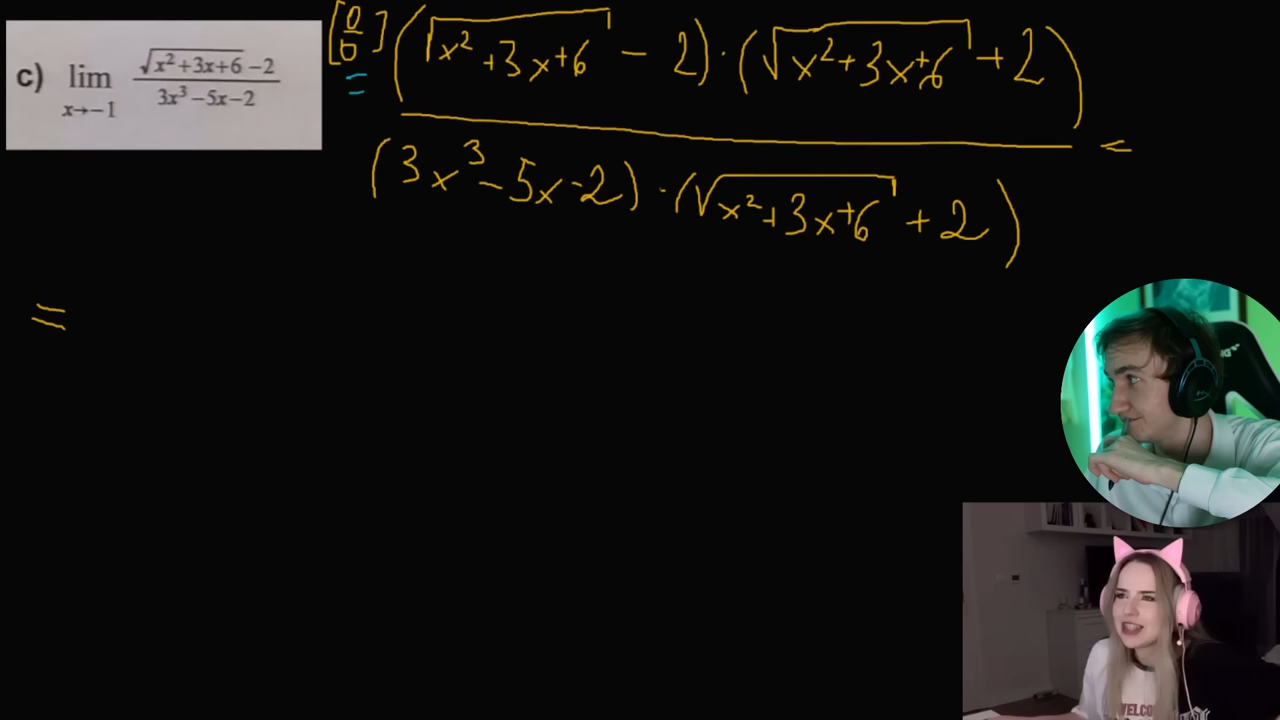 c) lim √(x²+3x+6) −2
x→−1 3x³−5x−2
[0/0] (√(x²+3x+6) − 2)·(√(x²+3x+6) + 2)
= (3x³−5x−2)·(√(x²+3x+6) + 2) =
=
VELCO